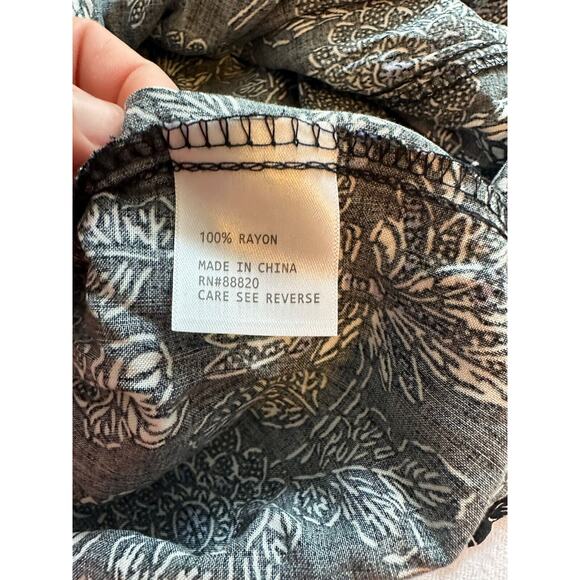 100% RAYON
MADE IN CHINA
RN#88820
CARE SEE REVERSE